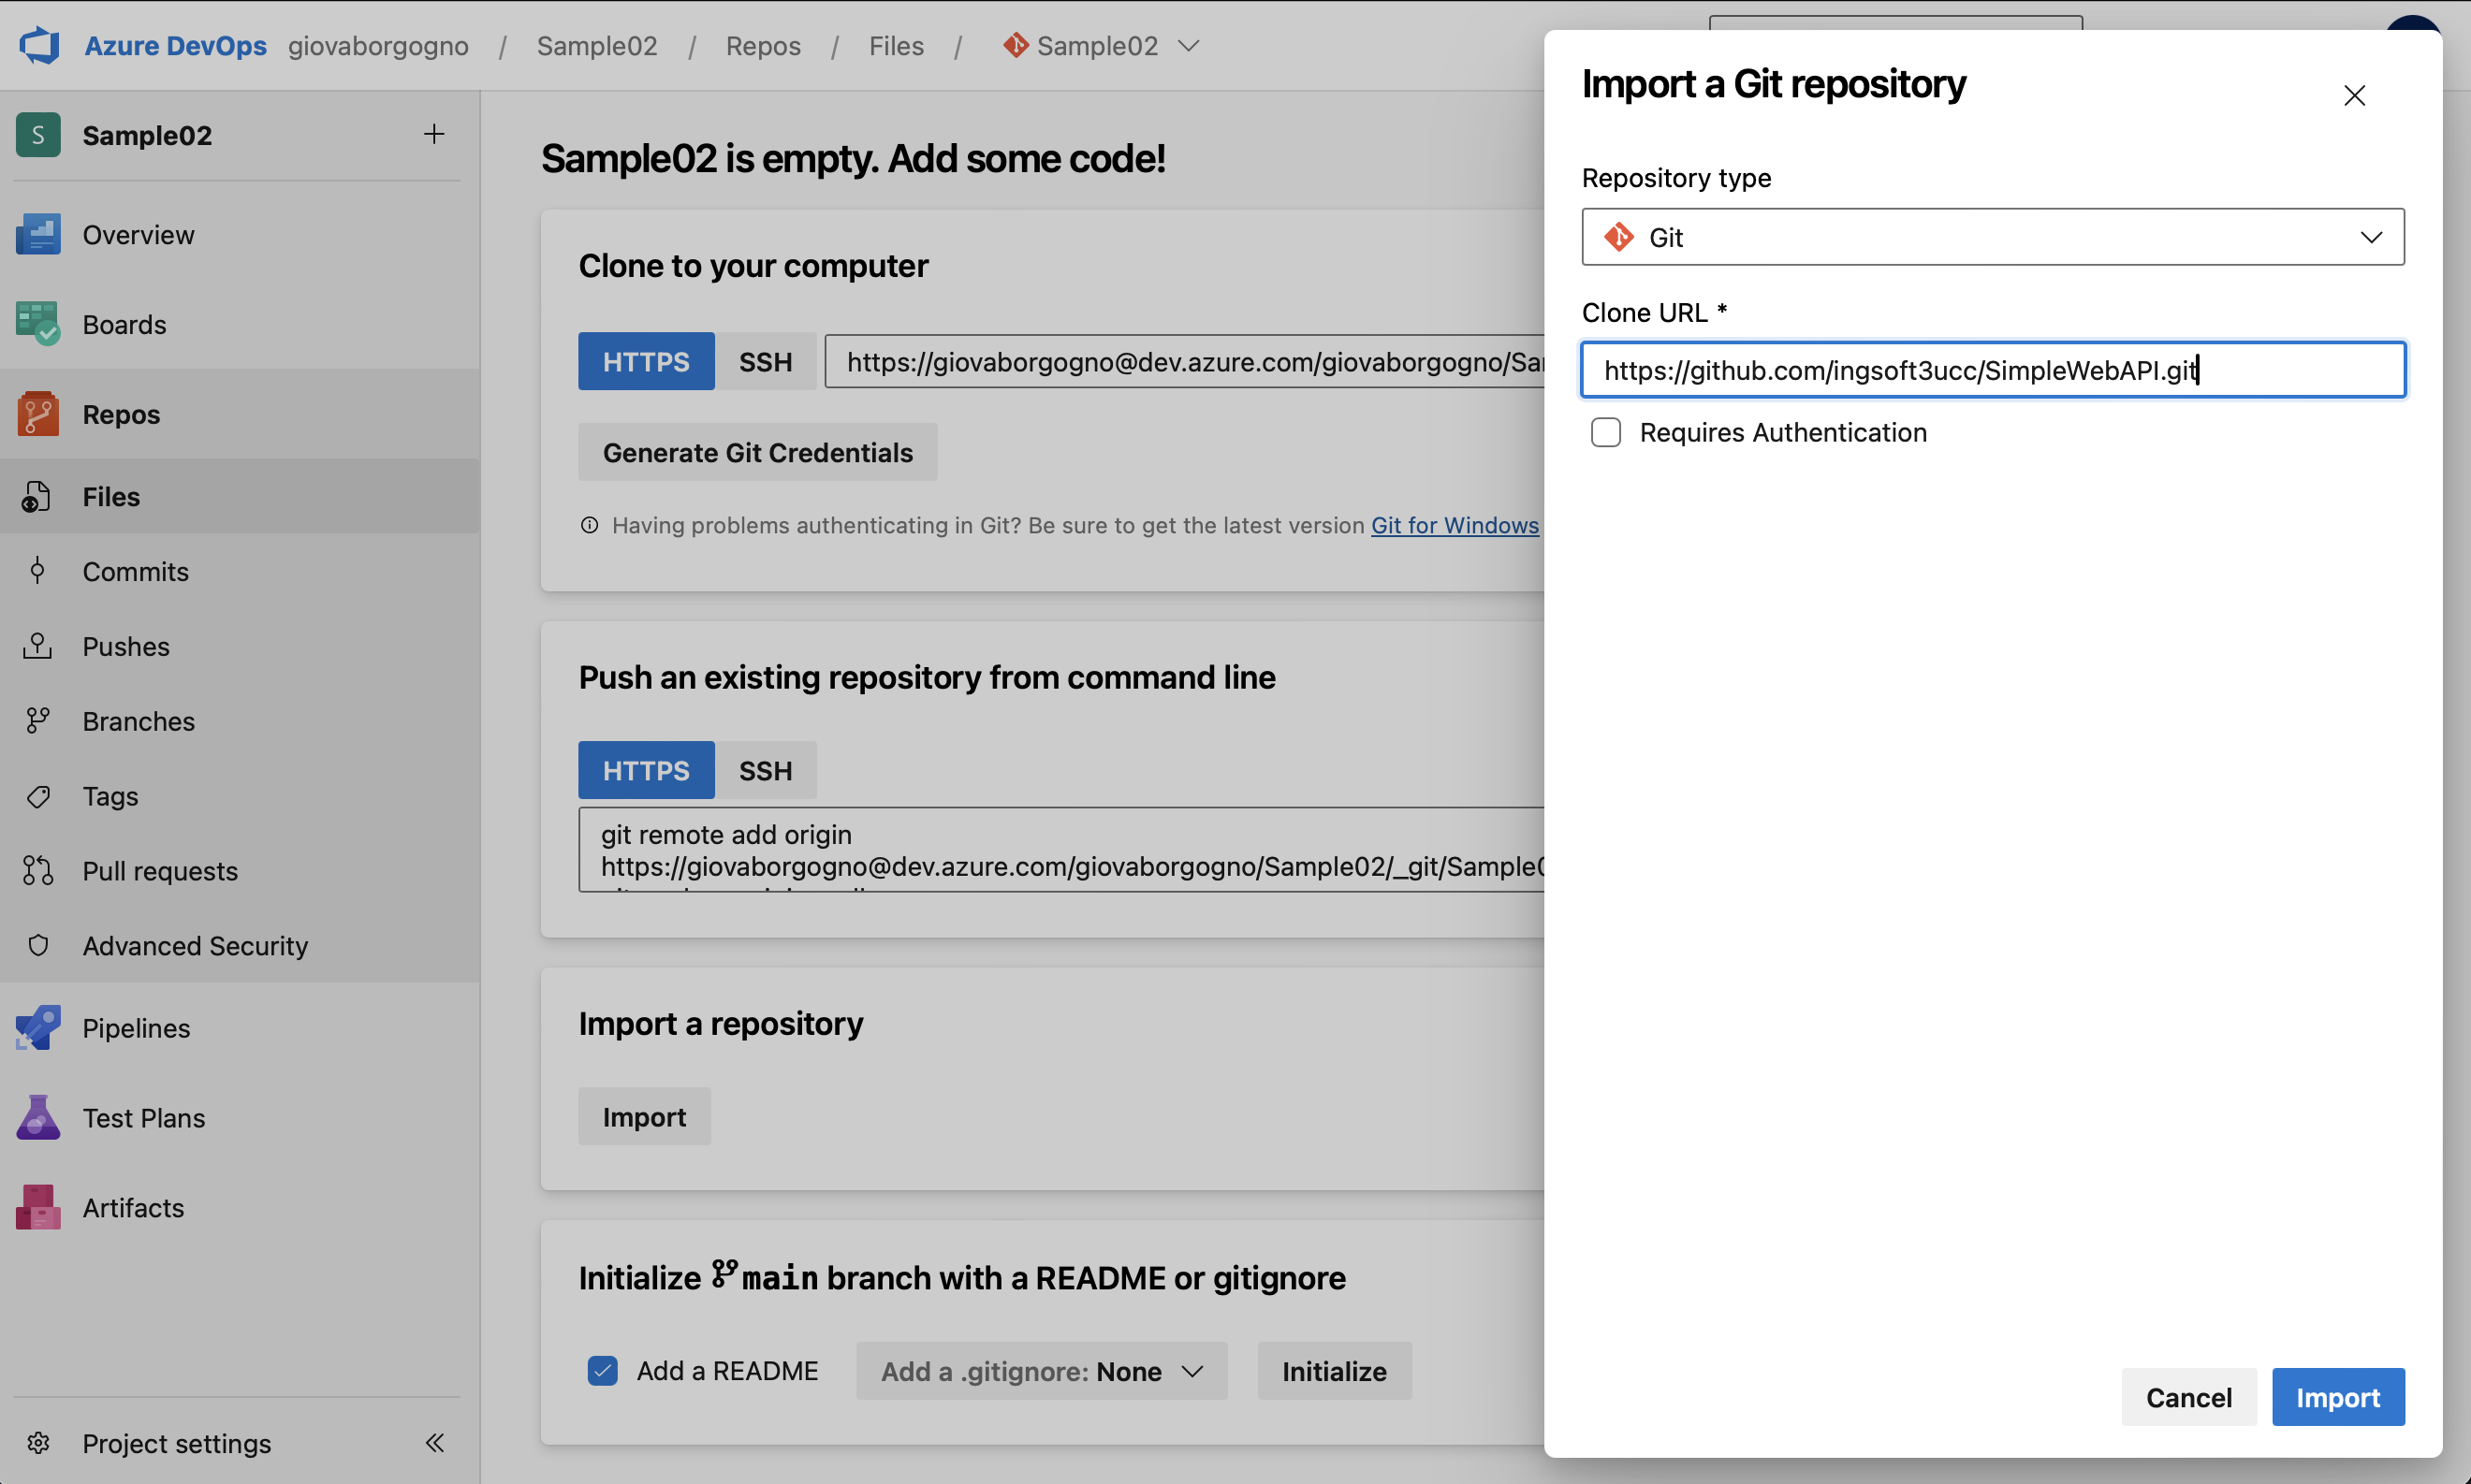 Azure DevOps giovaborgogno / Sample02 / Repos / Files / Sample02
S Sample02
Overview
Boards
Repos
Files
Commits
Pushes
Branches
Tags
Pull requests
Advanced Security
Pipelines
Test Plans
Artifacts
Project settings
Sample02 is empty. Add some code!
Clone to your computer
HTTPS SSH https://giovaborgogno@dev.azure.com/giovaborgogno/Sa
Generate Git Credentials
Having problems authenticating in Git? Be sure to get the latest version Git for Windows
Push an existing repository from command line
HTTPS SSH
git remote add origin
https://giovaborgogno@dev.azure.com/giovaborgogno/Sample02/_git/Sample0
Import a repository
Import
Initialize main branch with a README or gitignore
Add a README Add a .gitignore: None Initialize
Import a Git repository
Repository type
Git
Clone URL *
https://github.com/ingsoft3ucc/SimpleWebAPI.git
Requires Authentication
Cancel Import